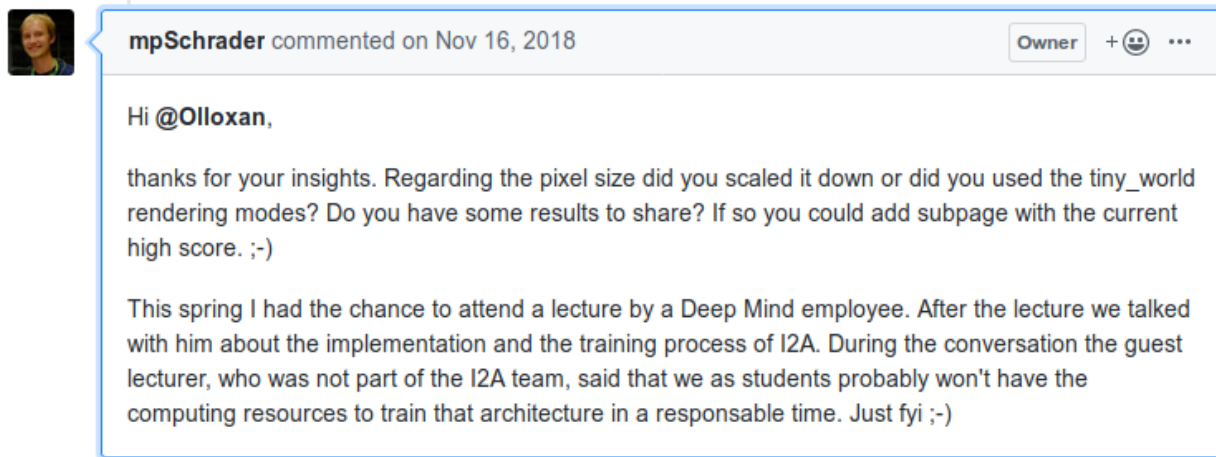 mpSchrader commented on Nov 16, 2018 Owner
Hi @Olloxan,
thanks for your insights. Regarding the pixel size did you scaled it down or did you used the tiny_world
rendering modes? Do you have some results to share? If so you could add subpage with the current
high score. ;-)
This spring I had the chance to attend a lecture by a Deep Mind employee. After the lecture we talked
with him about the implementation and the training process of I2A. During the conversation the guest
lecturer, who was not part of the I2A team, said that we as students probably won't have the
computing resources to train that architecture in a responsable time. Just fyi ;-)